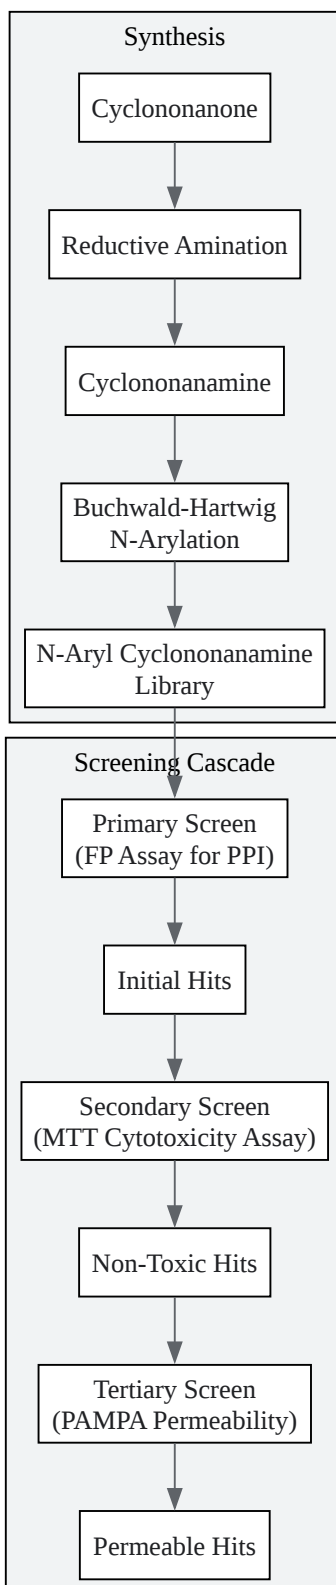 Synthesis
Cyclononanone
Reductive Amination
Cyclononanamine
Buchwald-Hartwig
N-Arylation
N-Aryl Cyclononanamine
Library
Screening Cascade
Primary Screen
(FP Assay for PPI)
Initial Hits
Secondary Screen
(MTT Cytotoxicity Assay)
Non-Toxic Hits
Tertiary Screen
(PAMPA Permeability)
Permeable Hits